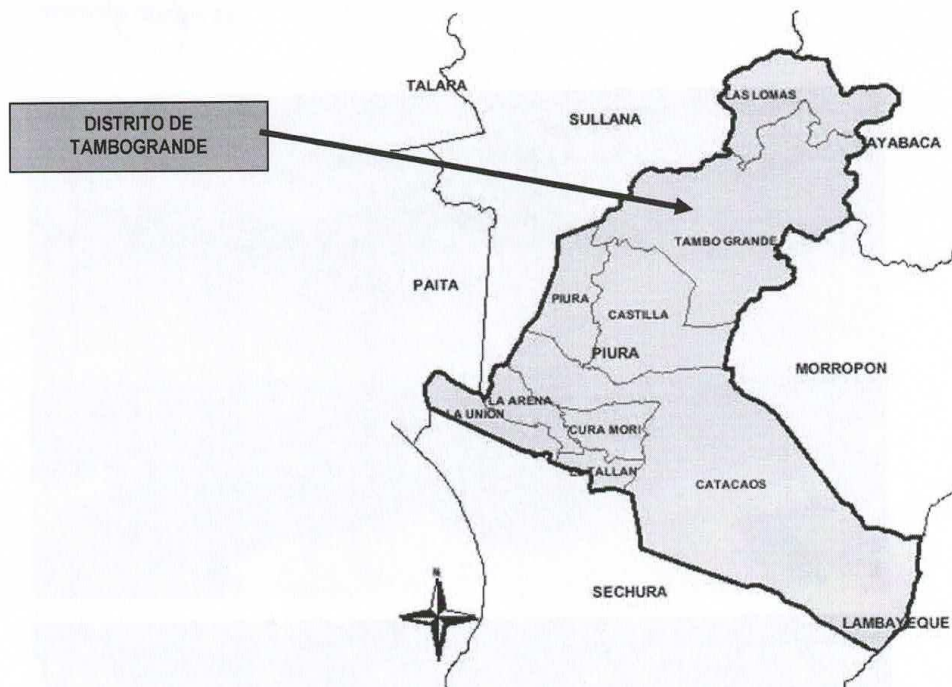 TALARA
LAS LOMAS
DISTRITO DE
TAMBOGRANDE
SULLANA
AYABACA
TAMBO GRANDE
PAITA
PIURA
CASTILLA
PIURA
MORROPON
LA ARENA
LA UNION
CURA MORI
EL TALLAN
CATACAOS
N
SECHURA
LAMBAYEQUE